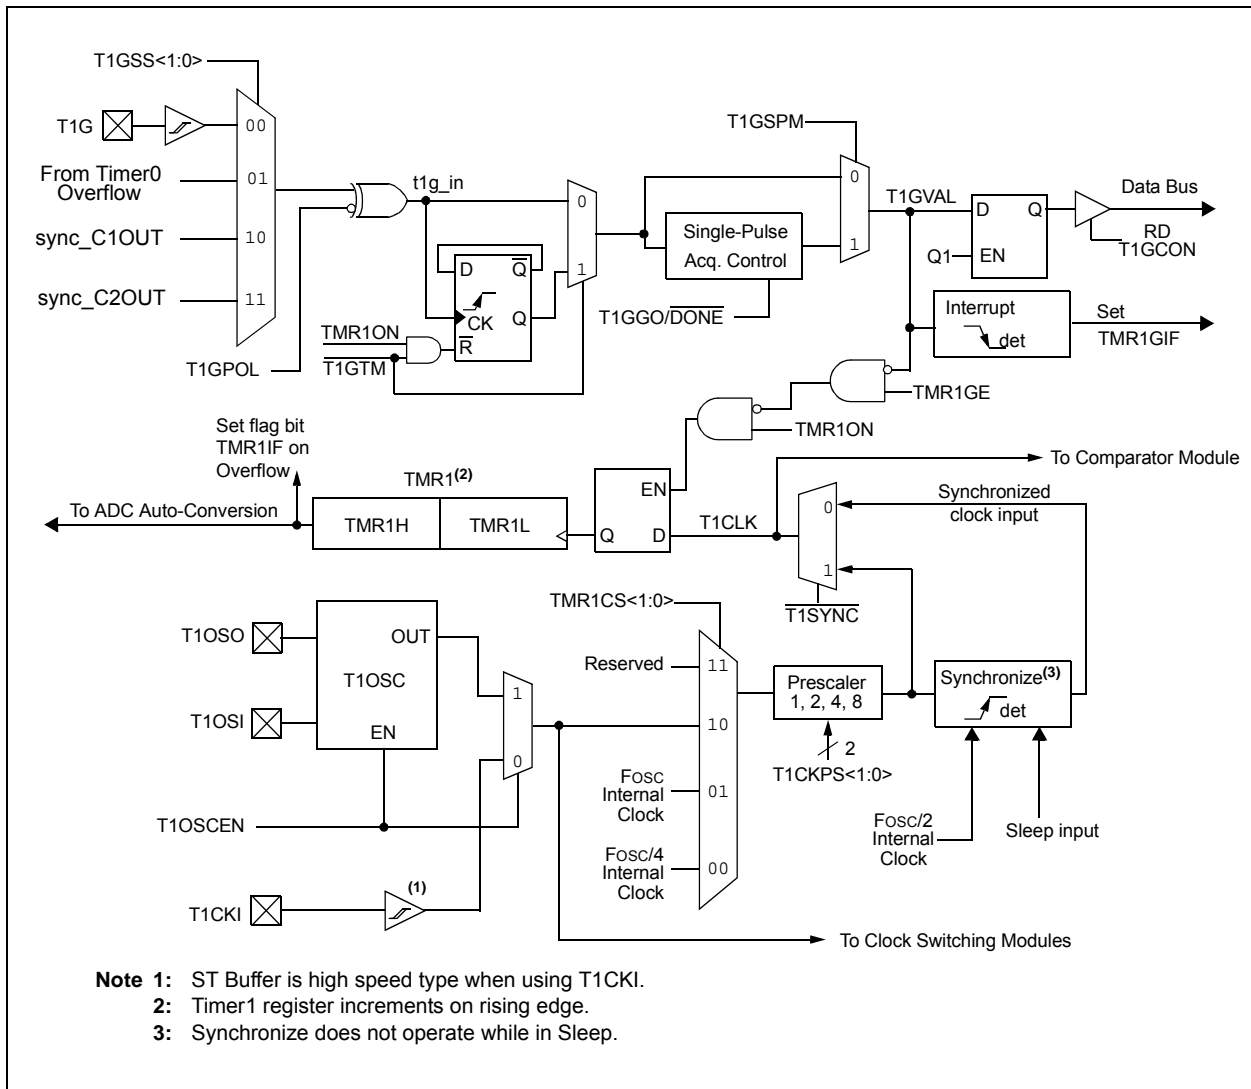 T1GSS<1:0>
T1G
00
From Timer0
Overflow
01
sync_C1OUT
10
sync_C2OUT
11
T1GPOL
t1g_in
0
1
D
Q
CK
Q
R
TMR1ON
T1GTM
T1GSPM
0
1
Single-Pulse
Acq. Control
T1GGO/DONE
T1GVAL
D
Q
Q1
EN
Data Bus
RD
T1GCON
Interrupt
det
Set
TMR1GIF
TMR1GE
TMR1ON
Set flag bit
TMR1IF on
Overflow
To ADC Auto-Conversion
TMR1(2)
TMR1H
TMR1L
EN
Q
D
T1CLK
To Comparator Module
0
1
Synchronized
clock input
T1SYNC
T1OSO
T1OSI
OUT
T1OSC
EN
1
0
T1OSCEN
T1CKI
(1)
TMR1CS<1:0>
Reserved
11
10
FOSC
Internal
Clock
01
FOSC/4
Internal
Clock
00
Prescaler
1, 2, 4, 8
2
T1CKPS<1:0>
Synchronize(3)
det
FOSC/2
Internal
Clock
Sleep input
To Clock Switching Modules
Note 1: ST Buffer is high speed type when using T1CKI.
2: Timer1 register increments on rising edge.
3: Synchronize does not operate while in Sleep.